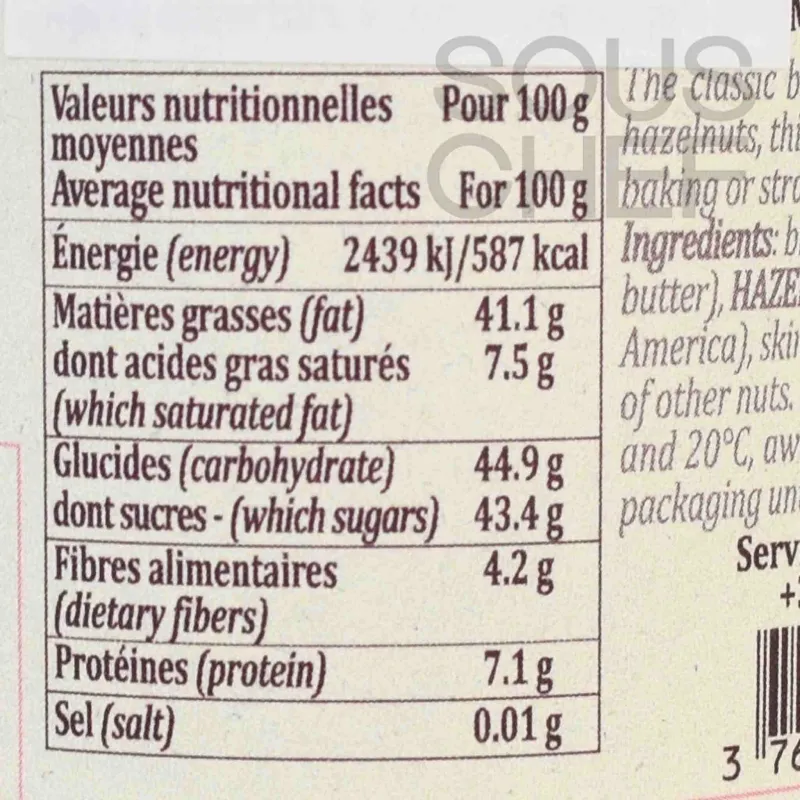 SOUS
CHEF
Valeurs nutritionnelles Pour 100 g
moyennes
Average nutritional facts For 100 g
Énergie (energy) 2439 kJ/587 kcal
Matières grasses (fat) 41.1 g
dont acides gras saturés 7.5 g
(which saturated fat)
Glucides (carbohydrate) 44.9 g
dont sucres - (which sugars) 43.4 g
Fibres alimentaires 4.2 g
(dietary fibers)
Protéines (protein) 7.1 g
Sel (salt) 0.01 g
The classic
hazelnuts,
baking or
Ingredients:
butter),
America),
of other nuts.
and 20°C,
packaging
3 76